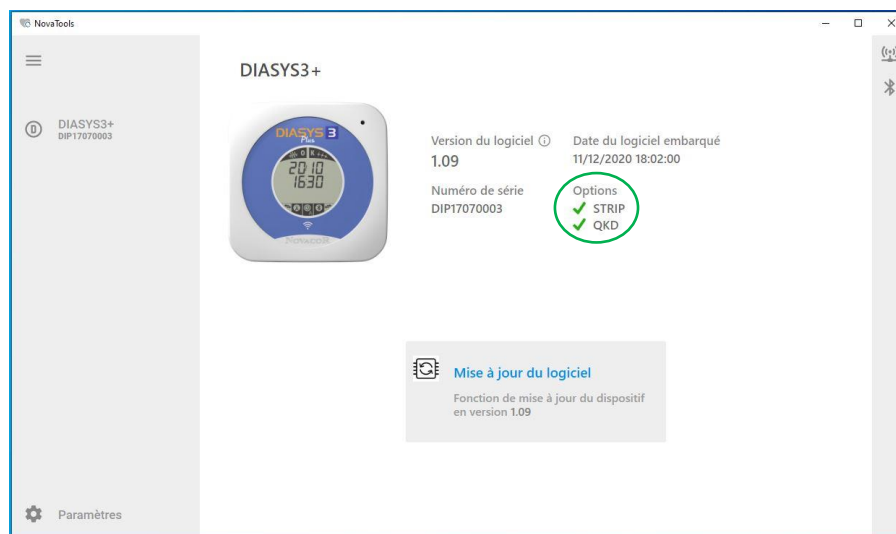 NovaTools
DIASYS3+
DIP17070003
DIASYS3+
DIASYS 3
Plus
2010
1630
NOVACOR
Version du logiciel
1.09
Date du logiciel embarqué
11/12/2020 18:02:00
Numéro de série
DIP17070003
Options
STRIP
QKD
Mise à jour du logiciel
Fonction de mise à jour du dispositif
en version 1.09
Paramètres